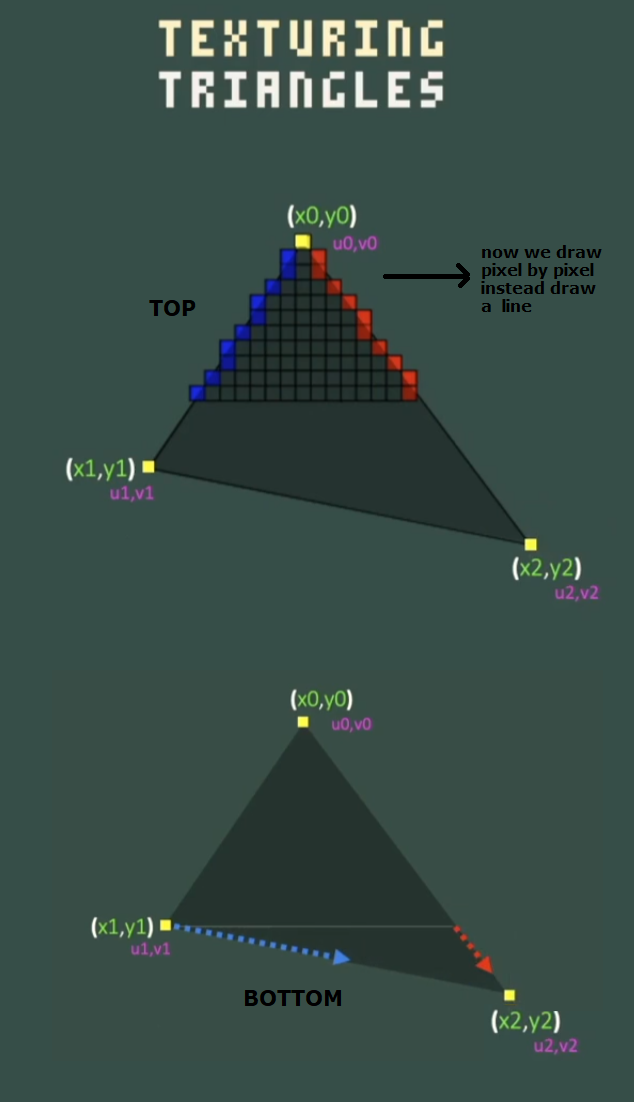 TEXTURING
TRIANGLES
(x0,y0)
u0,v0
now we draw
pixel by pixel
instead draw
a line
TOP
(x1,y1)
u1,v1
(x2,y2)
u2,v2
(x0,y0)
u0,v0
(x1,y1)
u1,v1
BOTTOM
(x2,y2)
u2,v2